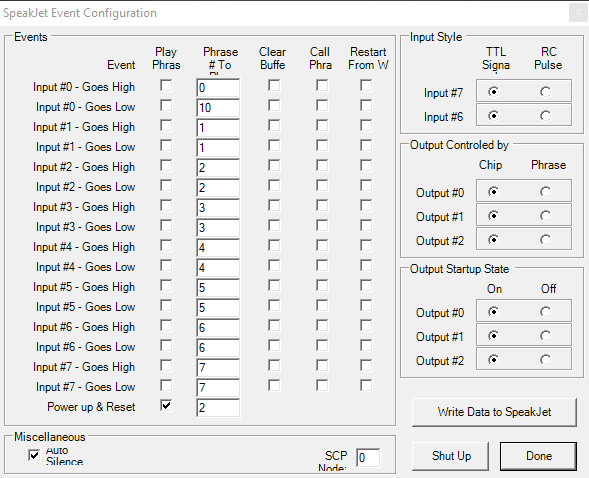 SpeakJet Event Configuration
Events
Event Play Phras Phrase # To Clear Buffe Call Phra Restart From W
Input #0 - Goes High 0
Input #0 - Goes Low 10
Input #1 - Goes High 1
Input #1 - Goes Low 1
Input #2 - Goes High 2
Input #2 - Goes Low 2
Input #3 - Goes High 3
Input #3 - Goes Low 3
Input #4 - Goes High 4
Input #4 - Goes Low 4
Input #5 - Goes High 5
Input #5 - Goes Low 5
Input #6 - Goes High 6
Input #6 - Goes Low 6
Input #7 - Goes High 7
Input #7 - Goes Low 7
Power up & Reset 2
Miscellaneous
Auto
Silence
SCP
Node:
0
Input Style
TTL RC
Signa Pulse
Input #7
Input #6
Output Controled by
Chip Phrase
Output #0
Output #1
Output #2
Output Startup State
On Off
Output #0
Output #1
Output #2
Write Data to SpeakJet
Shut Up Done